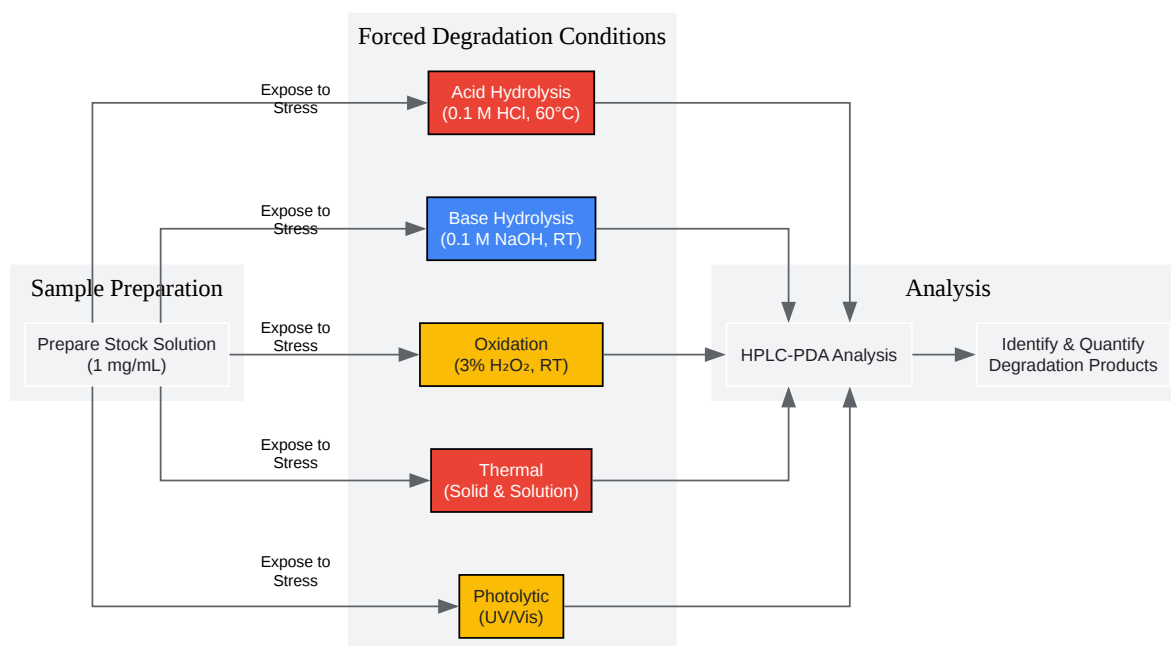 Forced Degradation Conditions
Expose to
Stress
Acid Hydrolysis
(0.1 M HCl, 60°C)
Expose to
Stress
Base Hydrolysis
(0.1 M NaOH, RT)
Sample Preparation
Prepare Stock Solution
(1 mg/mL)
Expose to
Stress
Oxidation
(3% H₂O₂, RT)
Analysis
HPLC-PDA Analysis
Identify & Quantify
Degradation Products
Expose to
Stress
Thermal
(Solid & Solution)
Expose to
Stress
Photolytic
(UV/Vis)